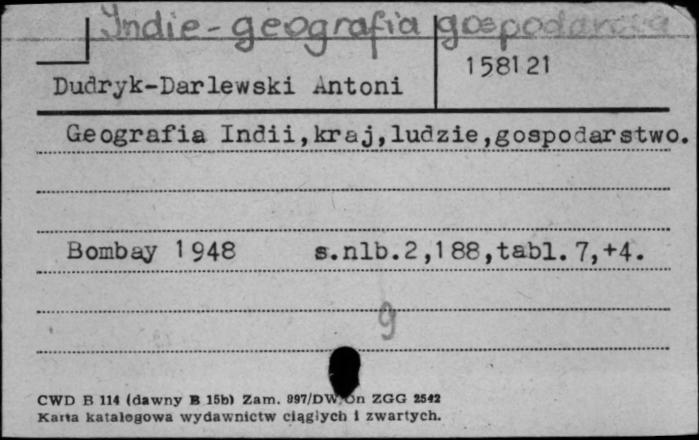 Indie-geografia gospodarcza
158121
Dudryk-Darlewski Antoni
Geografia Indii,kraj,ludzie,gospodarstwo.
Bombay 1948 s.nlb.2,188,tabl.7,+4.
9
CWD B 114 (dawny B 15b) Zam. 997/DW/On ZGG 2542
Karta katalogowa wydawnictw ciągłych i zwartych.